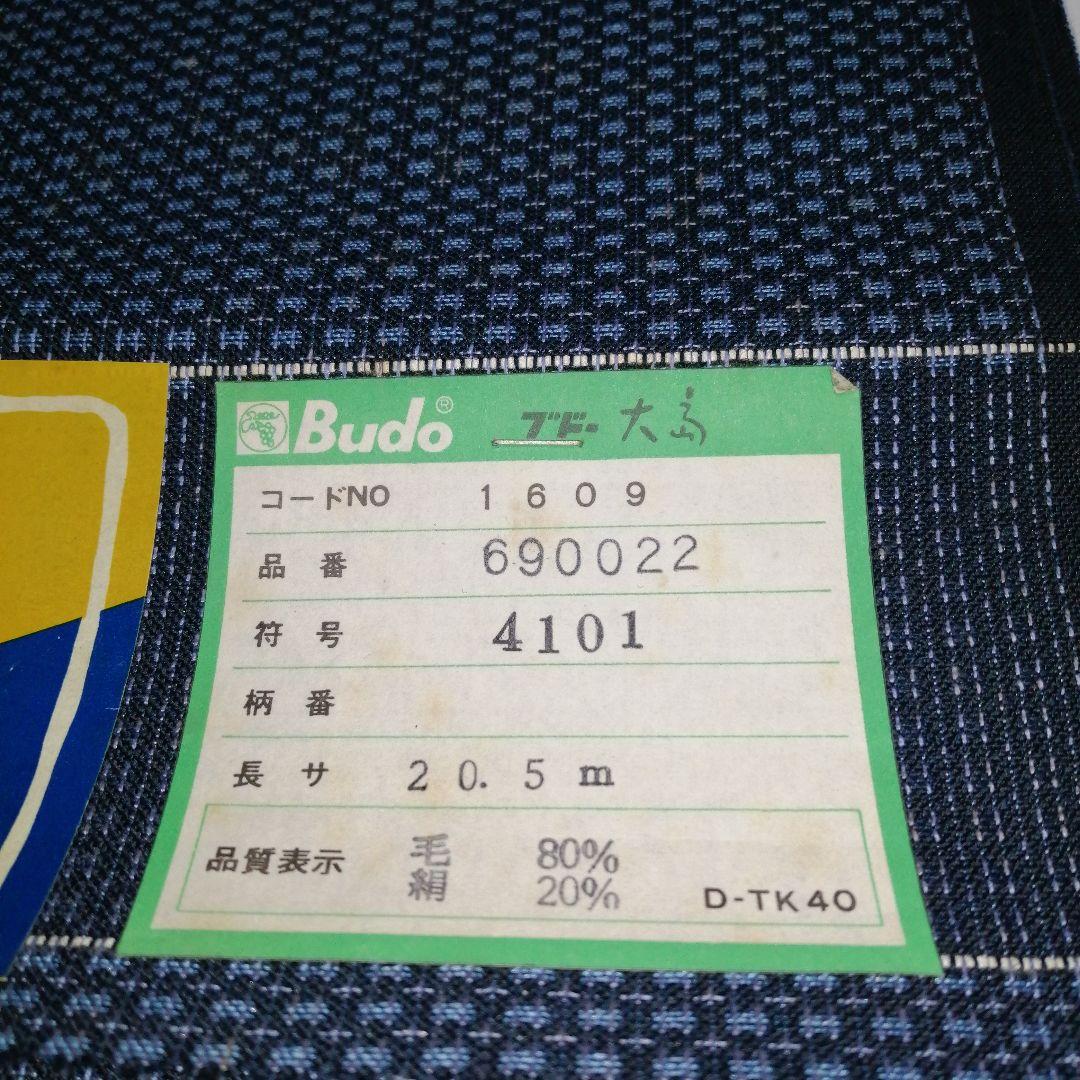 Budo® ブドー大島
コードNO 1609
品番 690022
符号 4101
柄番
長サ 20.5m
品質表示 毛 80%
絹 20%
D-TK40